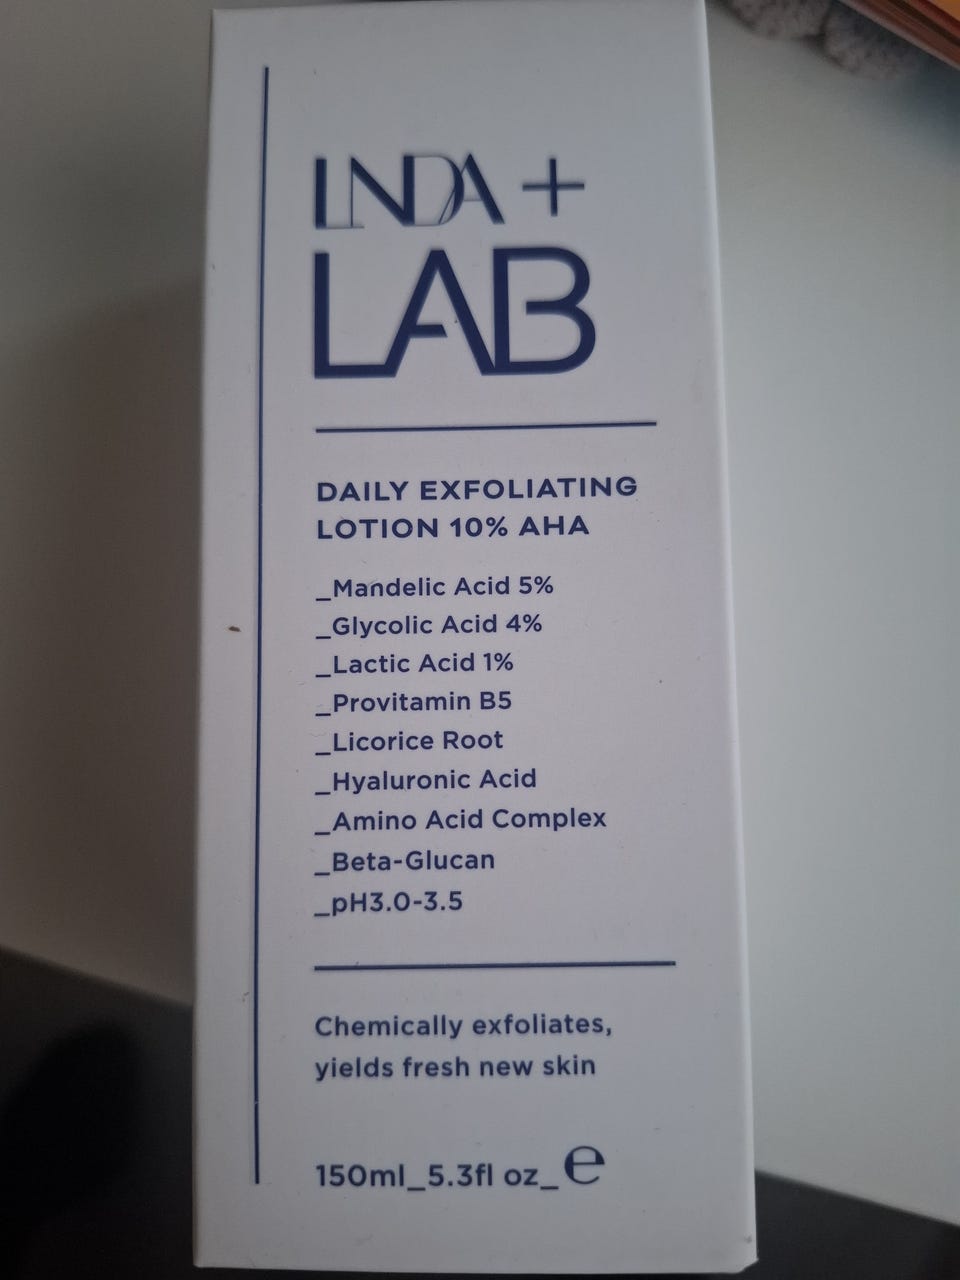 LNDA +
LAB
DAILY EXFOLIATING
LOTION 10% AHA
_Mandelic Acid 5%
_Glycolic Acid 4%
_Lactic Acid 1%
_Provitamin B5
_Licorice Root
_Hyaluronic Acid
_Amino Acid Complex
_Beta-Glucan
_pH3.0-3.5
Chemically exfoliates,
yields fresh new skin
150ml_5.3fl oz_e